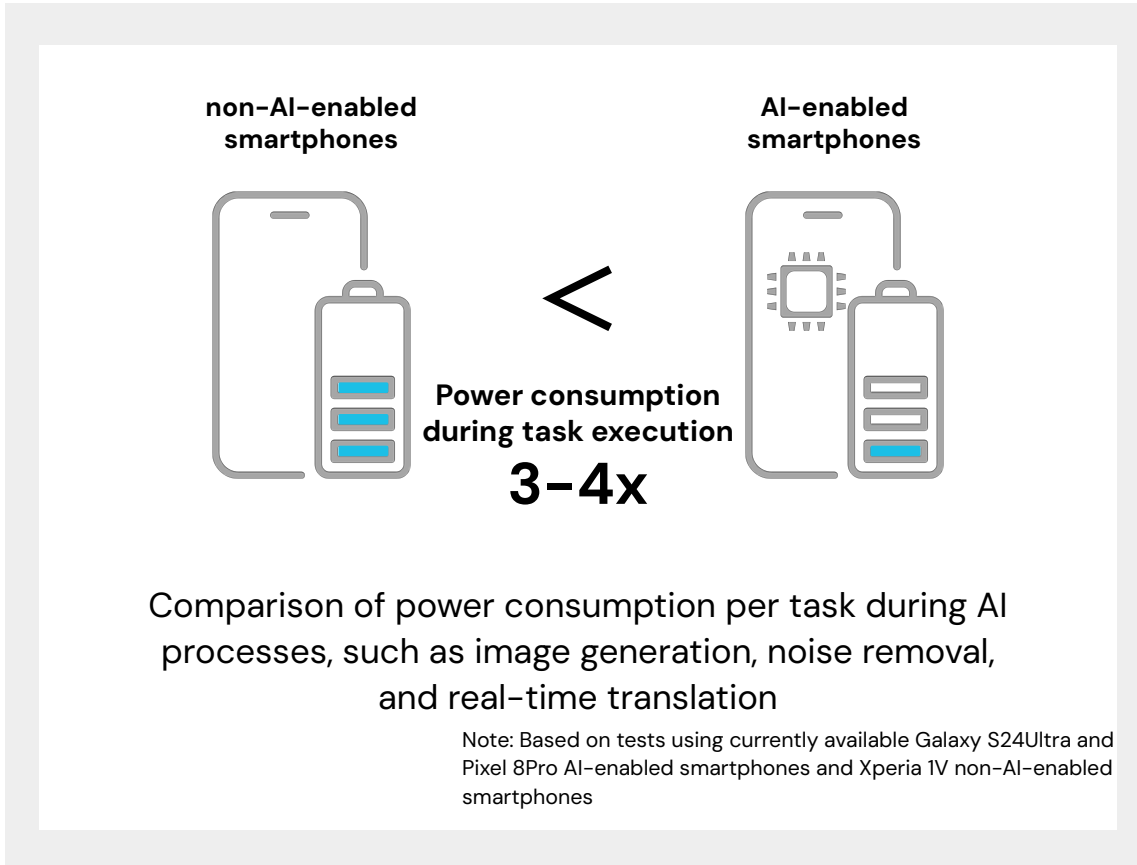 non-AI-enabled
smartphones
AI-enabled
smartphones
<
Power consumption
during task execution
3-4x
Comparison of power consumption per task during AI
processes, such as image generation, noise removal,
and real-time translation
Note: Based on tests using currently available Galaxy S24Ultra and
Pixel 8Pro AI-enabled smartphones and Xperia 1V non-AI-enabled
smartphones